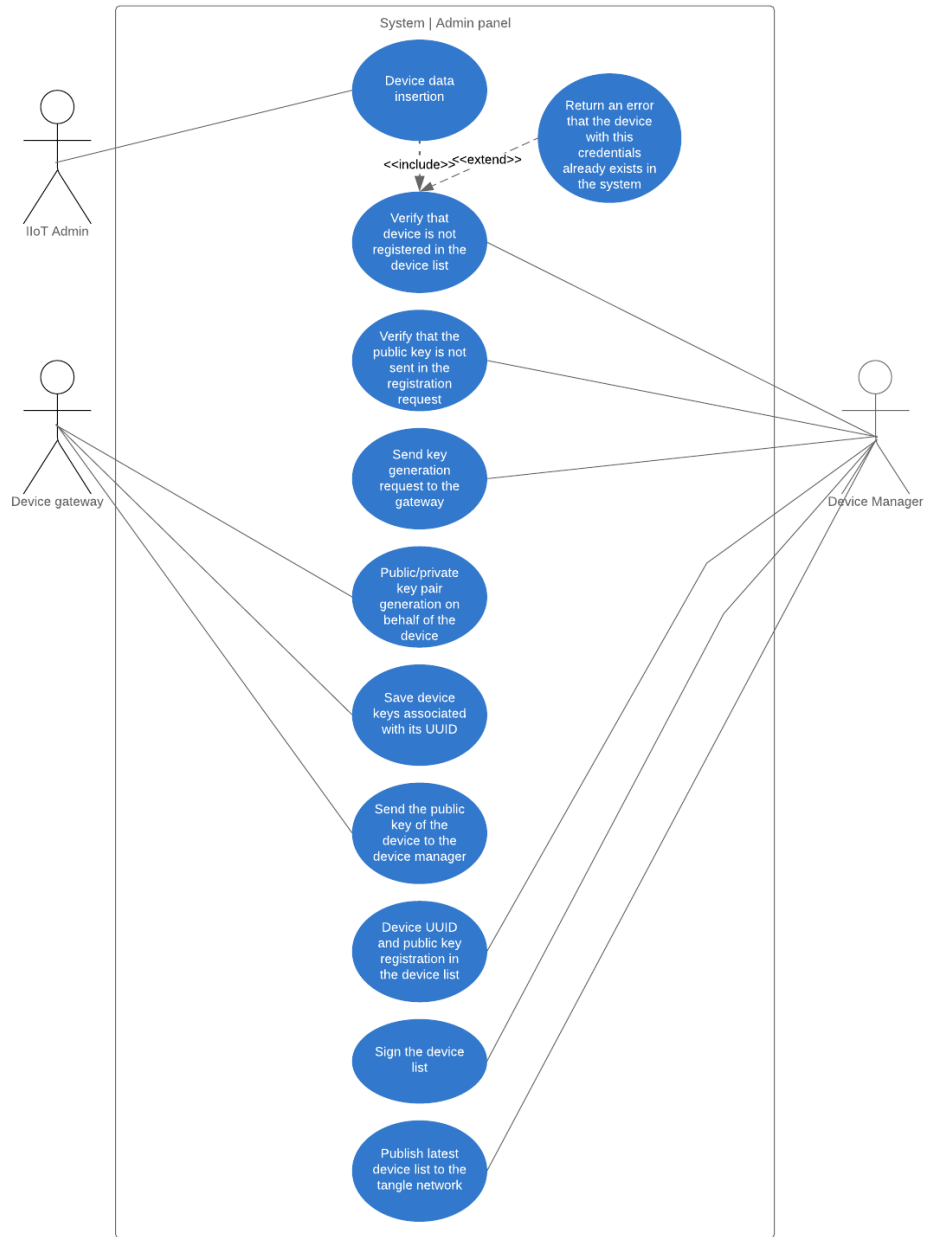 System | Admin panel
Device data
insertion
Return an error
that the device
with this
credentials
already exists in
the system
<<include>>
<<extend>>
IIoT Admin
Verify that
device is not
registered in the
device list
Verify that the
public key is not
sent in the
registration
request
Send key
generation
request to the
gateway
Device gateway
Device Manager
Public/private
key pair
generation on
behalf of the
device
Save device
keys associated
with its UUID
Send the public
key of the
device to the
device manager
Device UUID
and public key
registration in
the device list
Sign the device
list
Publish latest
device list to the
tangle network